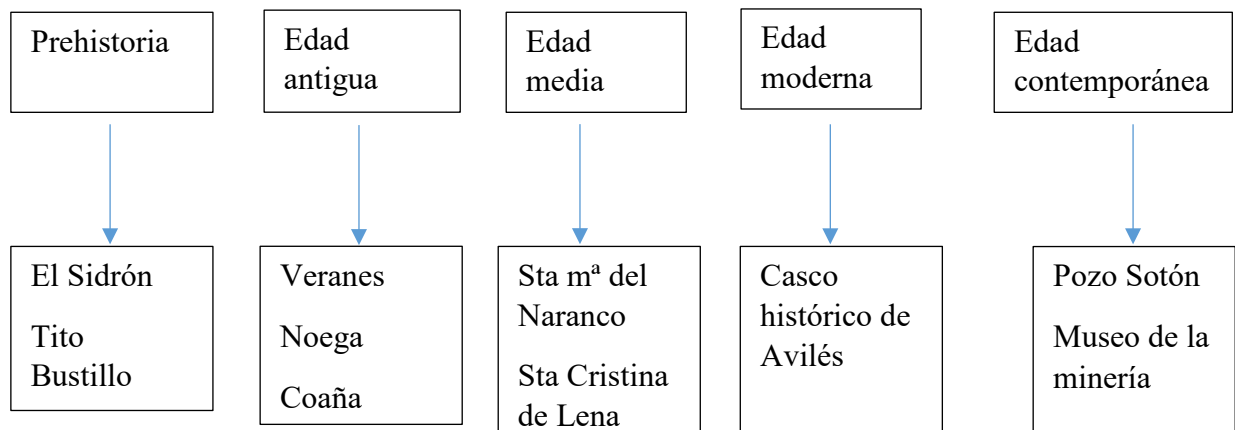 Prehistoria
Edad
antigua
Edad
media
Edad
moderna
Edad
contemporánea
El Sidrón
Tito
Bustillo
Veranes
Noega
Coaña
Sta mª del
Naranco
Sta Cristina
de Lena
Casco
histórico de
Avilés
Pozo Sotón
Museo de la
minería